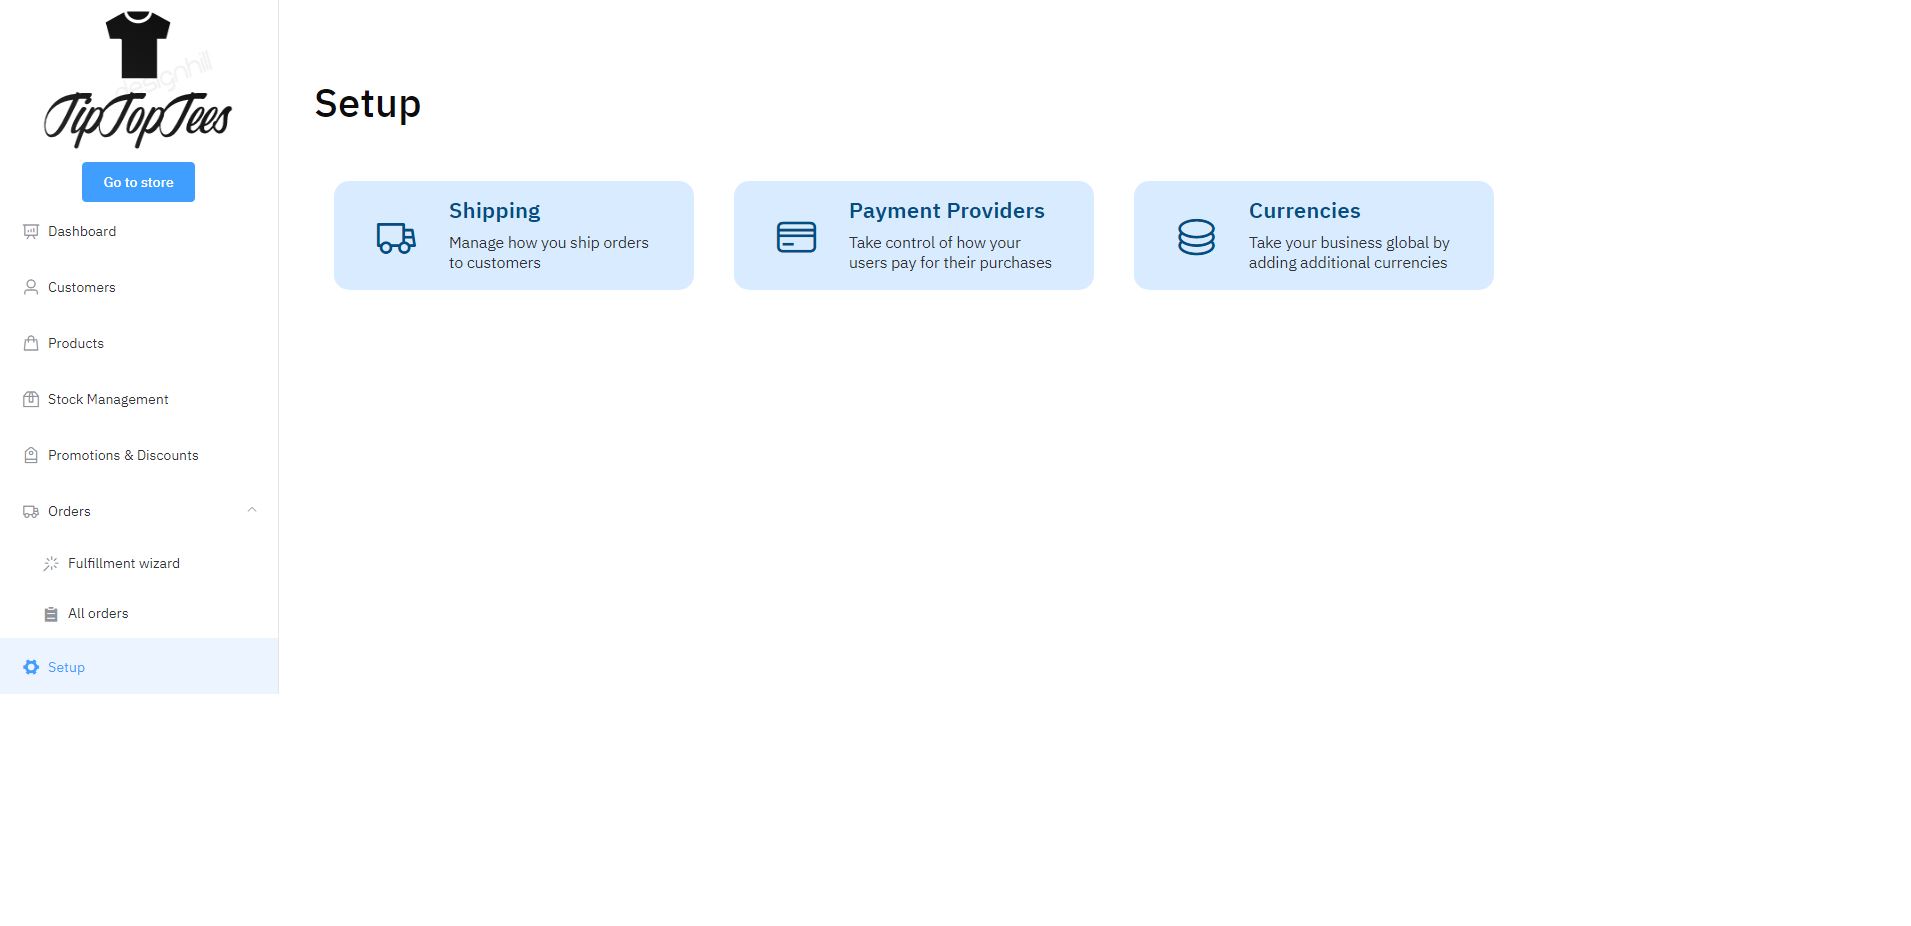 designhill
TipTopTees
Go to store
Dashboard
Customers
Products
Stock Management
Promotions & Discounts
Orders
Fulfillment wizard
All orders
Setup
Setup
Shipping
Manage how you ship orders
to customers
Payment Providers
Take control of how your
users pay for their purchases
Currencies
Take your business global by
adding additional currencies